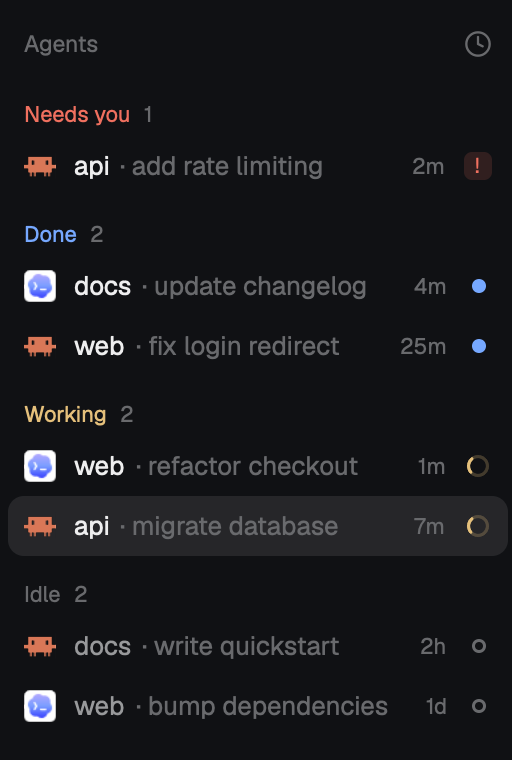 Agents
Needs you 1
api · add rate limiting 2m !
Done 2
docs · update changelog 4m
web · fix login redirect 25m
Working 2
web · refactor checkout 1m
api · migrate database 7m
Idle 2
docs · write quickstart 2h
web · bump dependencies 1d